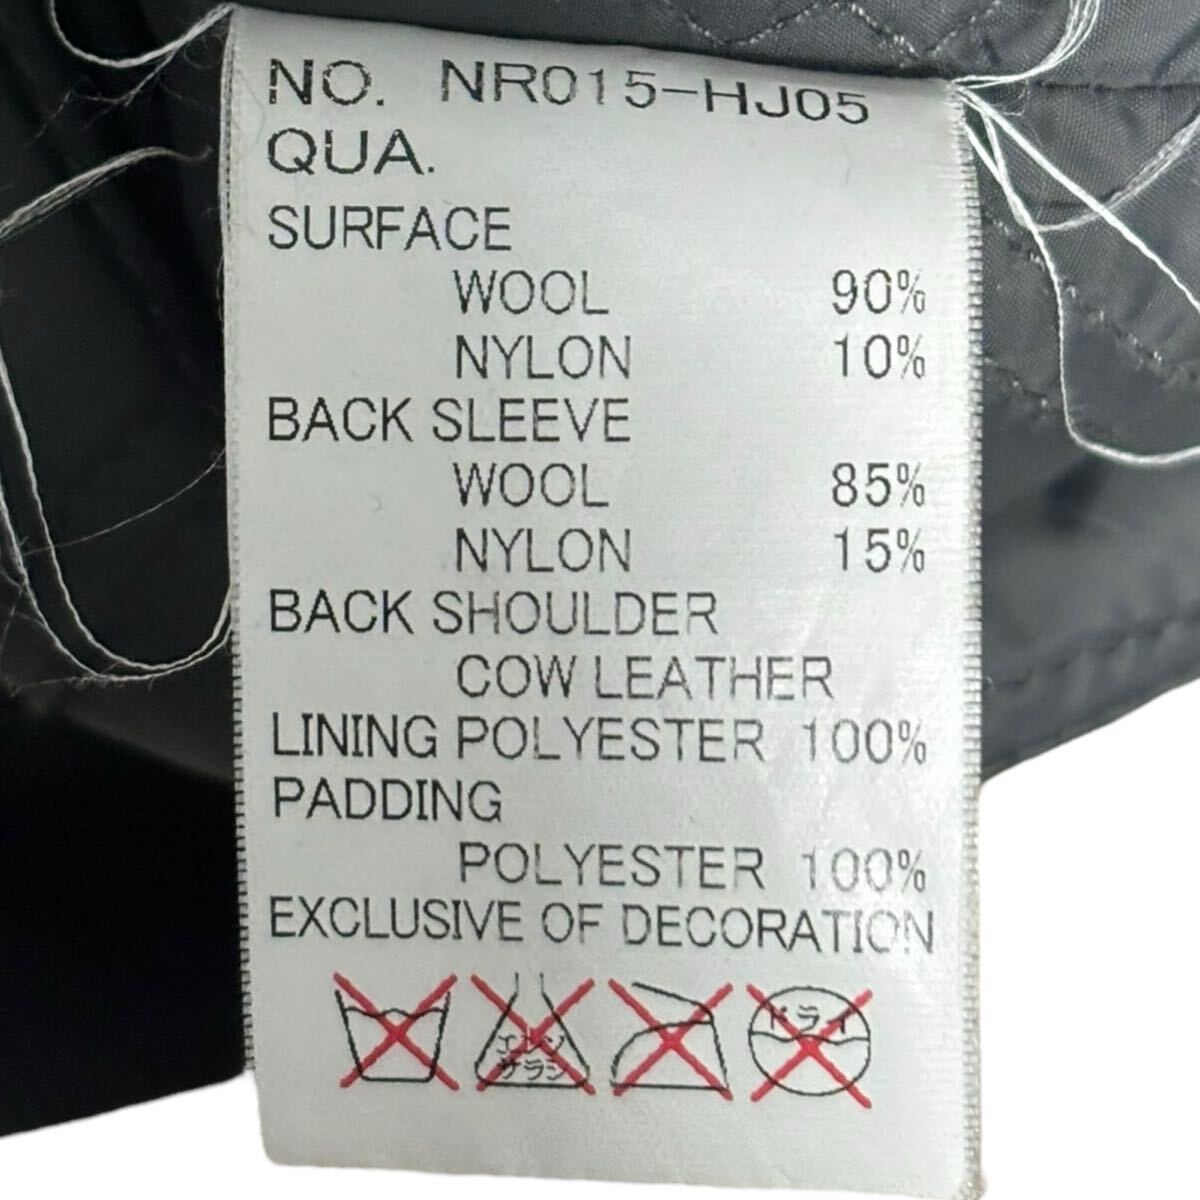 NO. NR015-HJ05
QUA.
SURFACE
WOOL 90%
NYLON 10%
BACK SLEEVE
WOOL 85%
NYLON 15%
BACK SHOULDER
COW LEATHER
LINING POLYESTER 100%
PADDING
POLYESTER 100%
EXCLUSIVE OF DECORATION
エンソ
サラシ
ドライ